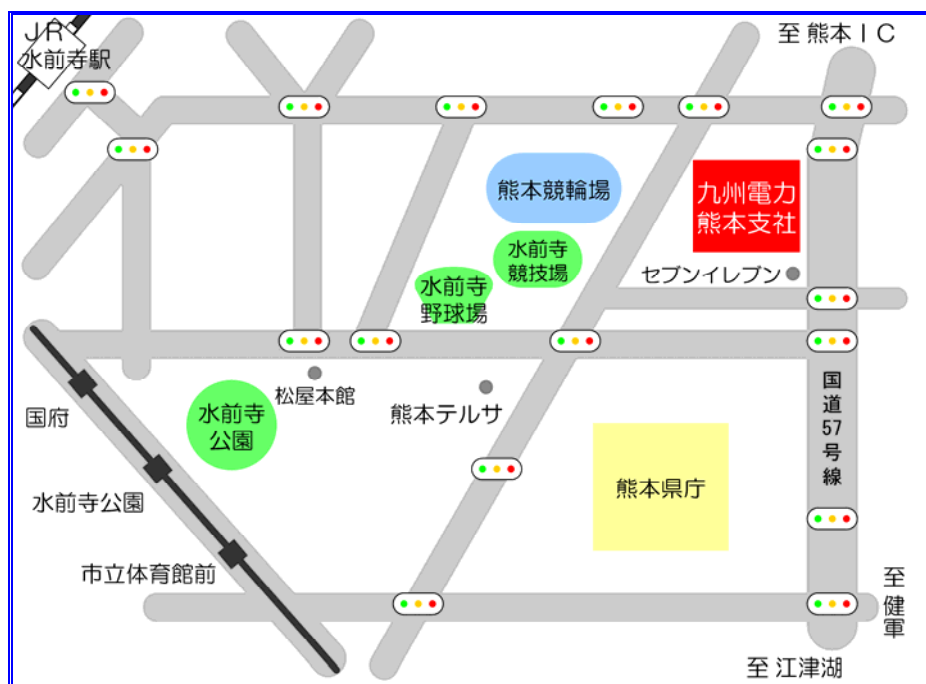 JR
水前寺駅
至 熊本IC
熊本競輪場
九州電力
熊本支社
水前寺
競技場
セブンイレブン
水前寺
野球場
松屋本館
国府
水前寺
公園
熊本テルサ
国道57号線
水前寺公園
熊本県庁
市立体育館前
至健軍
至 江津湖